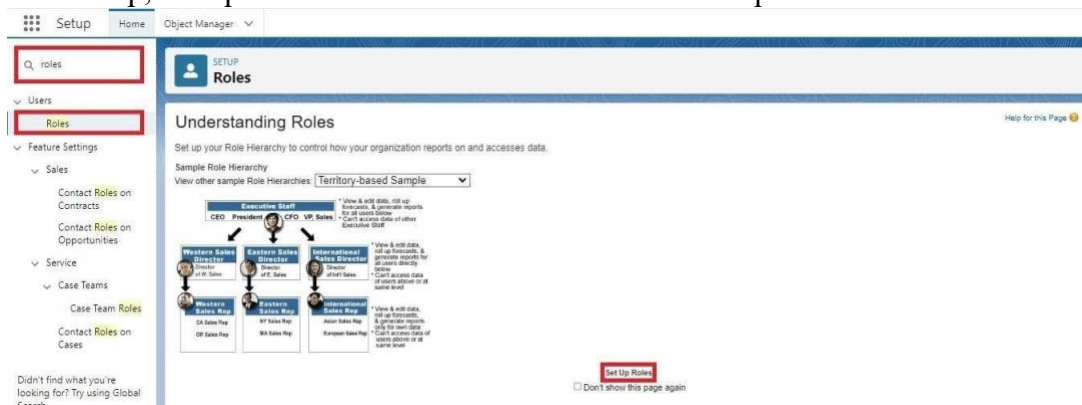 Setup Home Object Manager
roles
Users
Roles
Feature Settings
Sales
Contact Roles on
Contracts
Contact Roles on
Opportunities
Service
Case Teams
Case Team Roles
Contact Roles on
Cases
Didn't find what you're
looking for? Try using Global
SETUP
Roles
Understanding Roles
Help for this Page
Set up your Role Hierarchy to control how your organization reports on and accesses data.
Sample Role Hierarchy
View other sample Role Hierarchies: Territory-based Sample
Executive Staff
CEO President CFO VP, Sales
* View & edit data, roll up
forecasts, & generate reports
for all users below
* Can't access data of other
Executive Staff
Western Sales
Director
Director
of W. Sales
Eastern Sales
Director
Director
of E. Sales
International
Sales Director
Director
of Int'l Sales
* View & edit data,
roll up forecasts, &
generate reports for
all users directly
below
* Can't access data
of users above or at
same level
Western
Sales Rep
CA Sales Rep
OR Sales Rep
Eastern
Sales Rep
NY Sales Rep
MA Sales Rep
International
Sales Rep
Asian Sales Rep
European Sales Rep
* View & edit data,
roll up forecasts,
& generate reports
only for own data
* Can't access data of
users above or at
same level
Set Up Roles
Don't show this page again